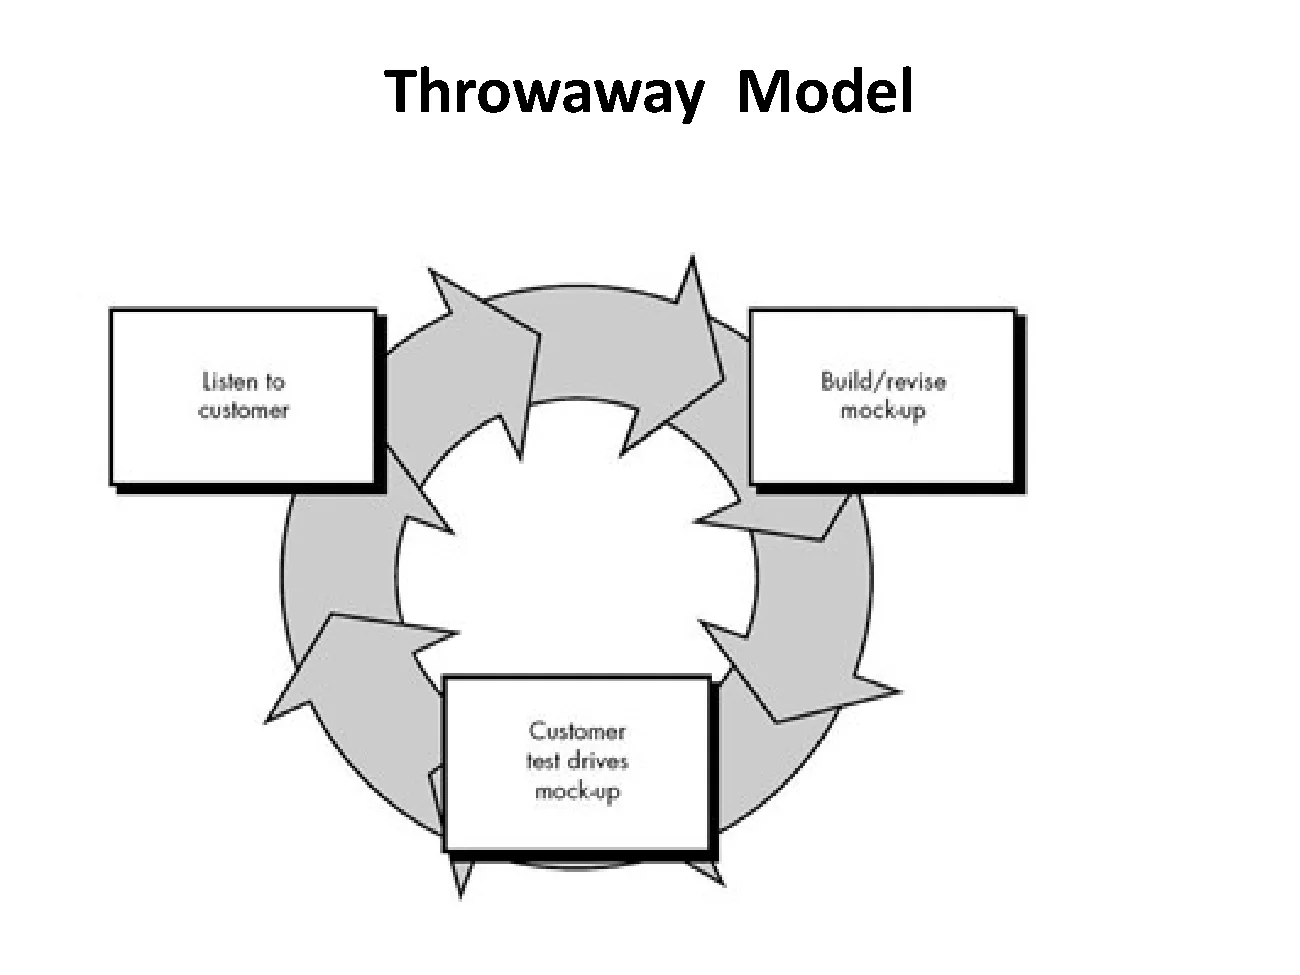 Throwaway Model
Listen to
customer
Build/revise
mock-up
Customer
test drives
mock-up